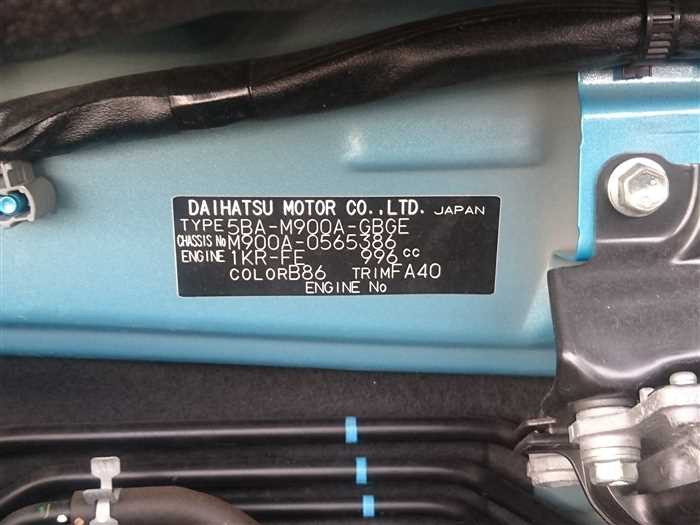 DAIHATSU MOTOR CO.,LTD. JAPAN
TYPE 5BA-M900A-GBGE
CHASSIS No M900A-0565386
ENGINE 1KR-FE 996 cc
COLOR B86 TRIM FA40
ENGINE No